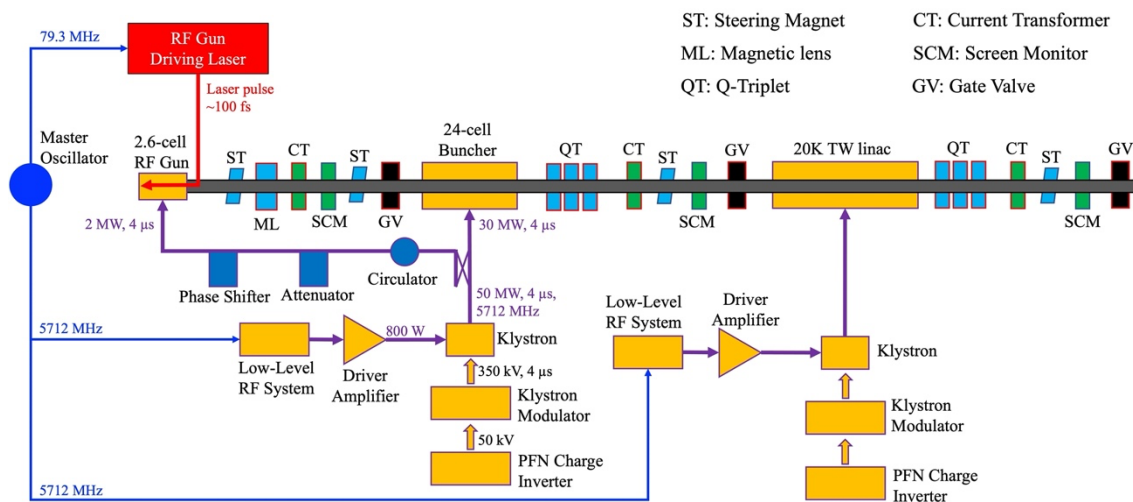 ST: Steering Magnet
CT: Current Transformer
ML: Magnetic lens
SCM: Screen Monitor
QT: Q-Triplet
GV: Gate Valve
79.3 MHz
RF Gun
Driving Laser
Laser pulse
~100 fs
Master
Oscillator
2.6-cell
RF Gun
ST
CT
ST
24-cell
Buncher
QT
CT
ST
GV
20K TW linac
QT
CT
ST
GV
ML
SCM
GV
SCM
SCM
2 MW, 4 µs
30 MW, 4 µs
Phase Shifter
Attenuator
Circulator
50 MW, 4 µs,
5712 MHz
5712 MHz
800 W
Low-Level
RF System
Driver
Amplifier
Klystron
350 kV, 4 µs
Klystron
Modulator
50 kV
PFN Charge
Inverter
Low-Level
RF System
Driver
Amplifier
Klystron
Klystron
Modulator
PFN Charge
Inverter
5712 MHz